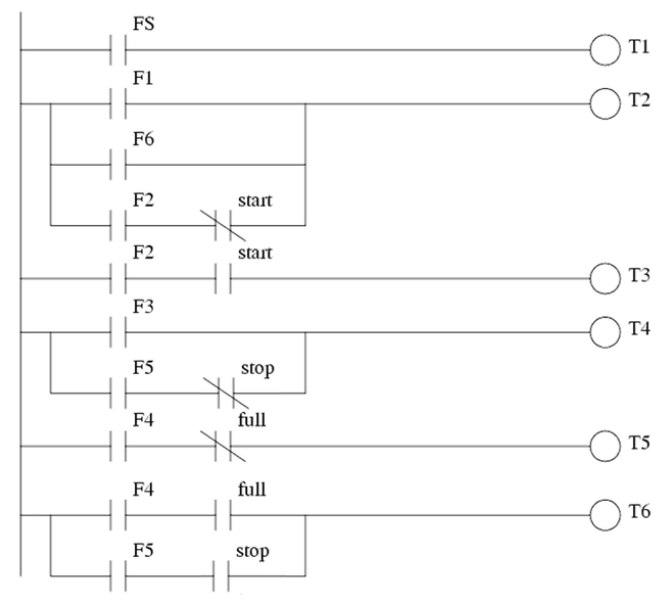 FS
T1
F1
T2
F6
F2 start
F2 start
T3
F3
T4
F5 stop
F4 full
T5
F4 full
T6
F5 stop